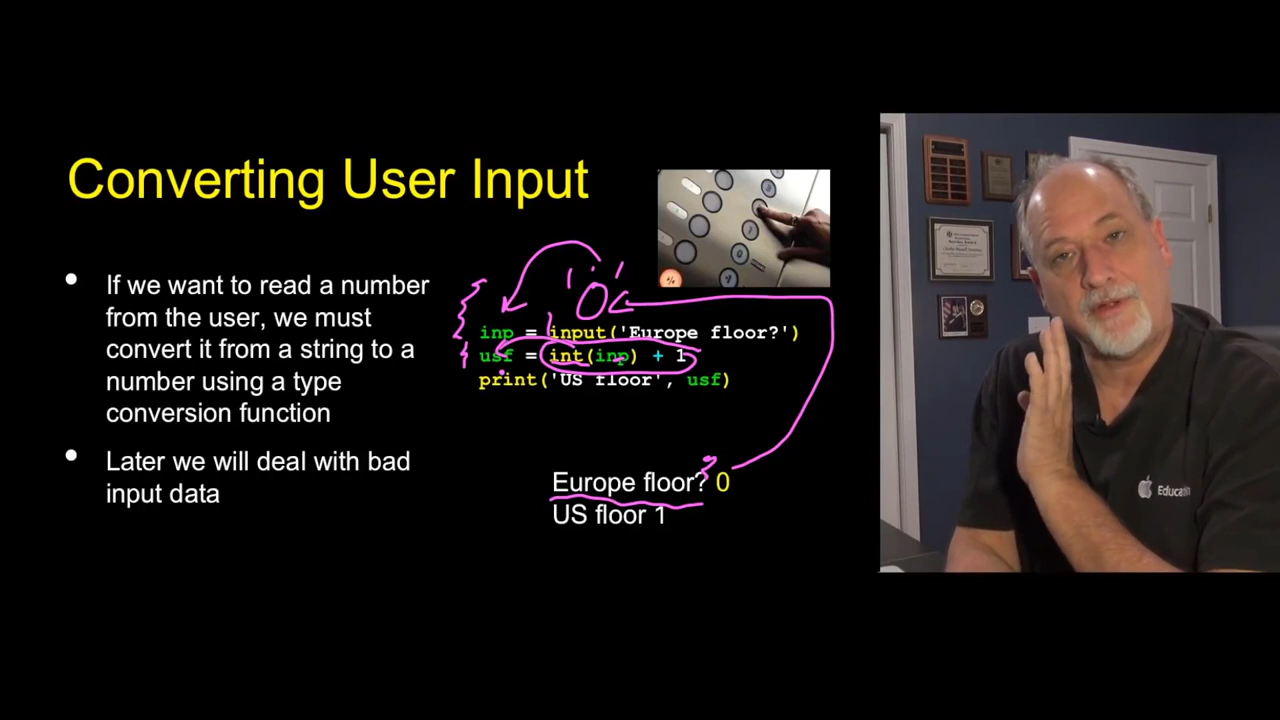 Converting User Input
• If we want to read a number
from the user, we must
convert it from a string to a
number using a type
conversion function
• Later we will deal with bad
input data
'0'
inp = input('Europe floor?')
usf = int(inp) + 1
print('US floor', usf)
Europe floor? 0
US floor 1
Education